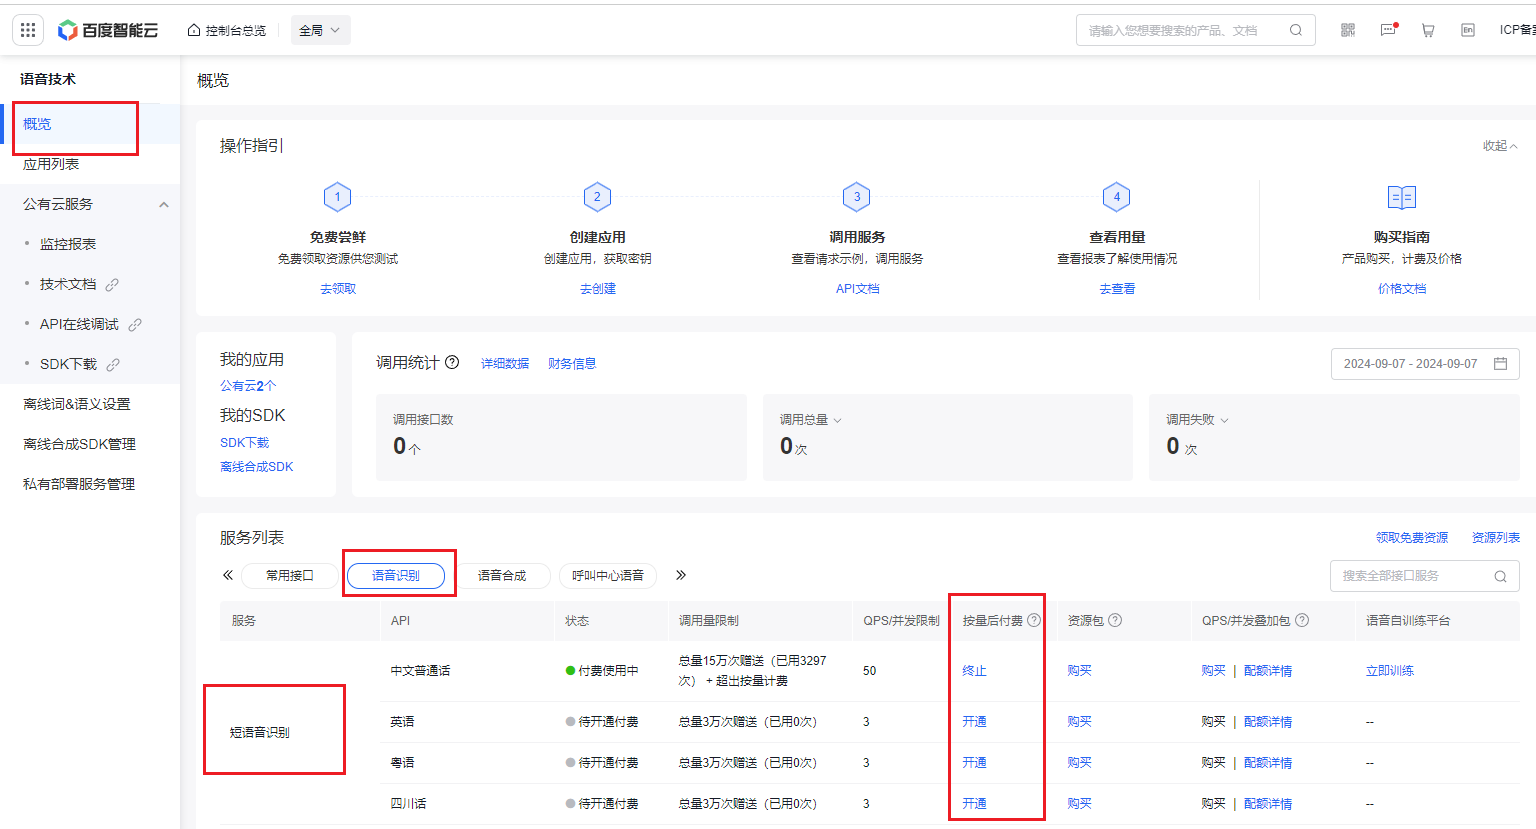 百度智能云
控制台总览
全局
请输入您想要搜索的产品、文档
En
ICP备案
语音技术
概览
应用列表
公有云服务
监控报表
技术文档
API在线调试
SDK下载
离线词&语义设置
离线合成SDK管理
私有部署服务管理
概览
操作指引
收起
1
2
3
4
免费尝鲜
创建应用
调用服务
查看用量
购买指南
免费领取资源供您测试
创建应用，获取密钥
查看请求示例，调用服务
查看报表了解使用情况
产品购买，计费及价格
去领取
去创建
API文档
去查看
价格文档
我的应用
公有云2个
我的SDK
SDK下载
离线合成SDK
调用统计
详细数据
财务信息
2024-09-07 - 2024-09-07
调用接口数
0个
调用总量
0次
调用失败
0 次
服务列表
领取免费资源
资源列表
常用接口
语音识别
语音合成
呼叫中心语音
搜索全部接口服务
服务 API 状态 调用量限制 QPS/并发限制 按量后付费 资源包 QPS/并发叠加包 语音自训练平台
短语音识别
中文普通话 付费使用中 总量15万次赠送（已用3297
次）+ 超出按量计费 50 终止 购买 购买 | 配额详情 立即训练
英语 待开通付费 总量3万次赠送（已用0次） 3 开通 购买 购买 | 配额详情 --
粤语 待开通付费 总量3万次赠送（已用0次） 3 开通 购买 购买 | 配额详情 --
四川话 待开通付费 总量3万次赠送（已用0次） 3 开通 购买 购买 | 配额详情 --